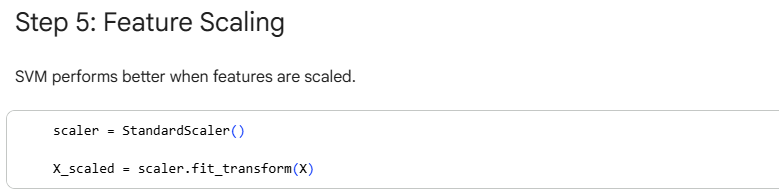 Step 5: Feature Scaling
SVM performs better when features are scaled.
scaler = StandardScaler()
X_scaled = scaler.fit_transform(X)